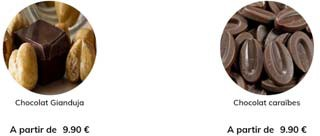 Chocolat Gianduja
Chocolat caraïbes
A partir de 9.90 €
A partir de 9.90 €